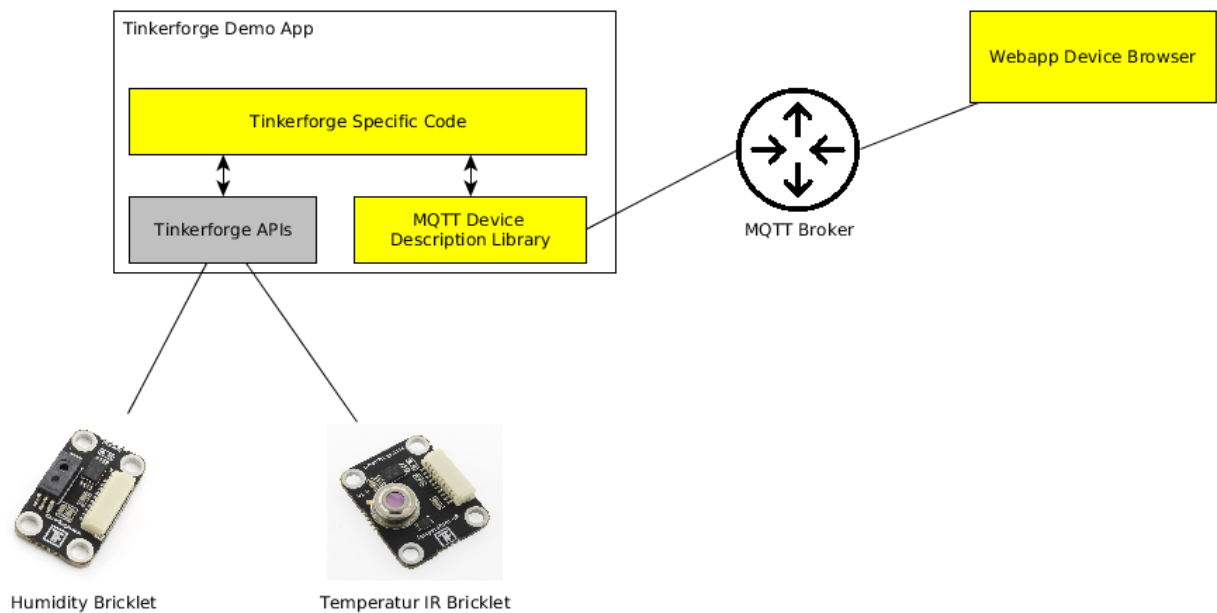 Tinkerforge Demo App
Webapp Device Browser
Tinkerforge Specific Code
Tinkerforge APIs
MQTT Device
Description Library
MQTT Broker
Humidity Bricklet
Temperatur IR Bricklet